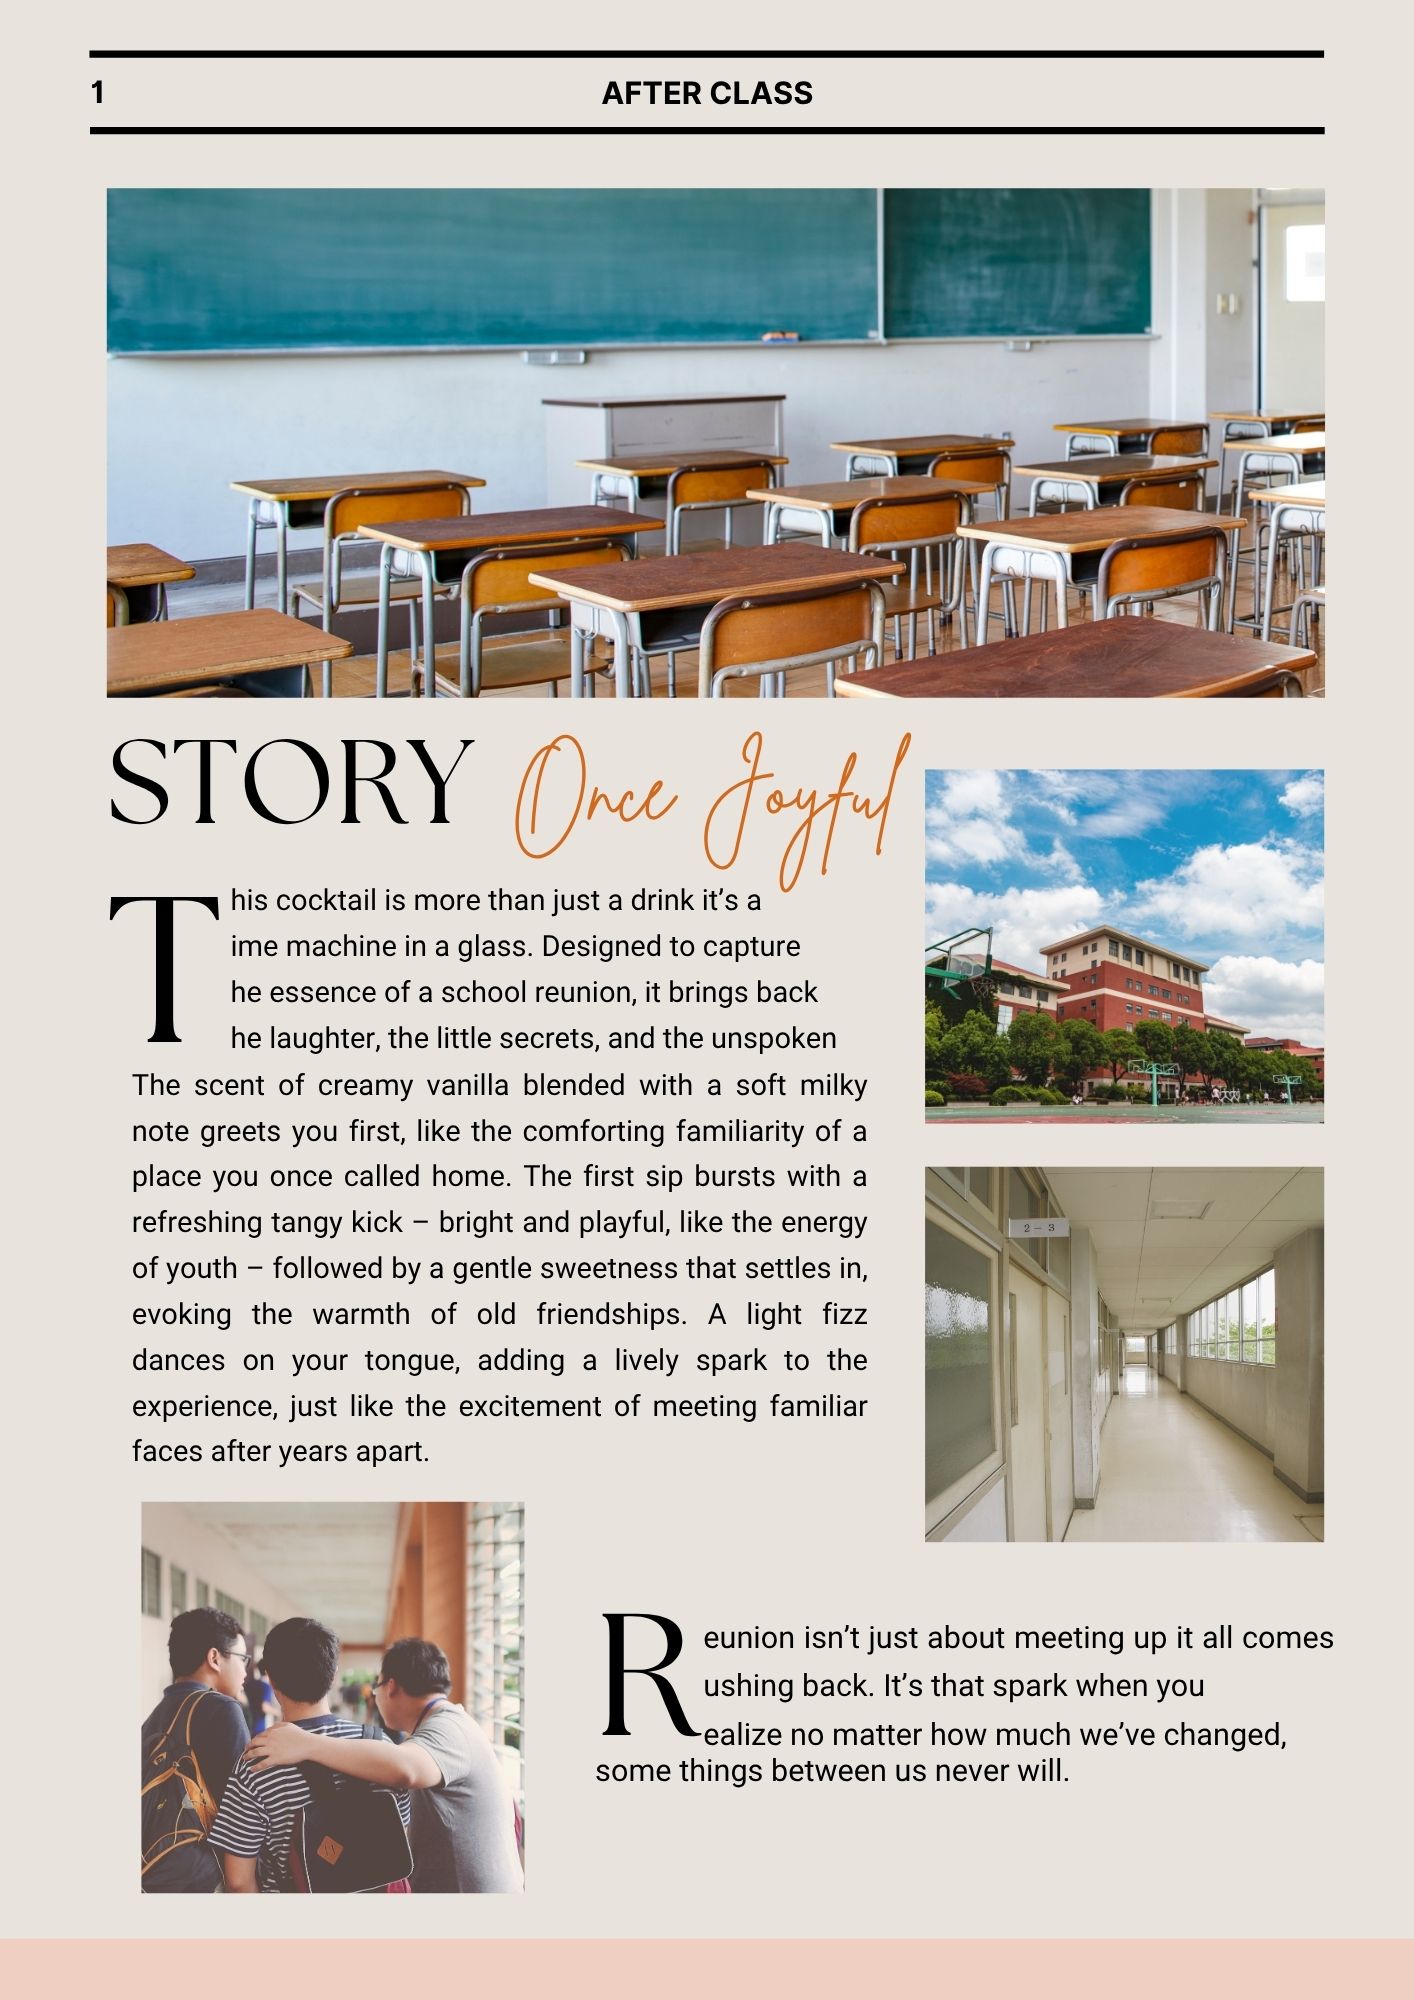 1
AFTER CLASS
STORY Once Joyful
This cocktail is more than just a drink it’s a
ime machine in a glass. Designed to capture
he essence of a school reunion, it brings back
he laughter, the little secrets, and the unspoken
The scent of creamy vanilla blended with a soft milky
note greets you first, like the comforting familiarity of a
place you once called home. The first sip bursts with a
refreshing tangy kick – bright and playful, like the energy
of youth – followed by a gentle sweetness that settles in,
evoking the warmth of old friendships. A light fizz
dances on your tongue, adding a lively spark to the
experience, just like the excitement of meeting familiar
faces after years apart.
2 – 3
Reunion isn’t just about meeting up it all comes
ushing back. It’s that spark when you
ealize no matter how much we’ve changed,
some things between us never will.